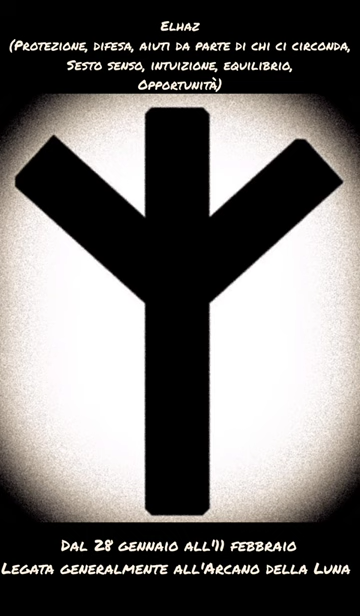 Elhaz
(Protezione, difesa, aiuti da parte di chi ci circonda,
Sesto senso, intuizione, equilibrio,
Opportunità)
Dal 28 gennaio all'11 febbraio
Legata generalmente all'Arcano della Luna